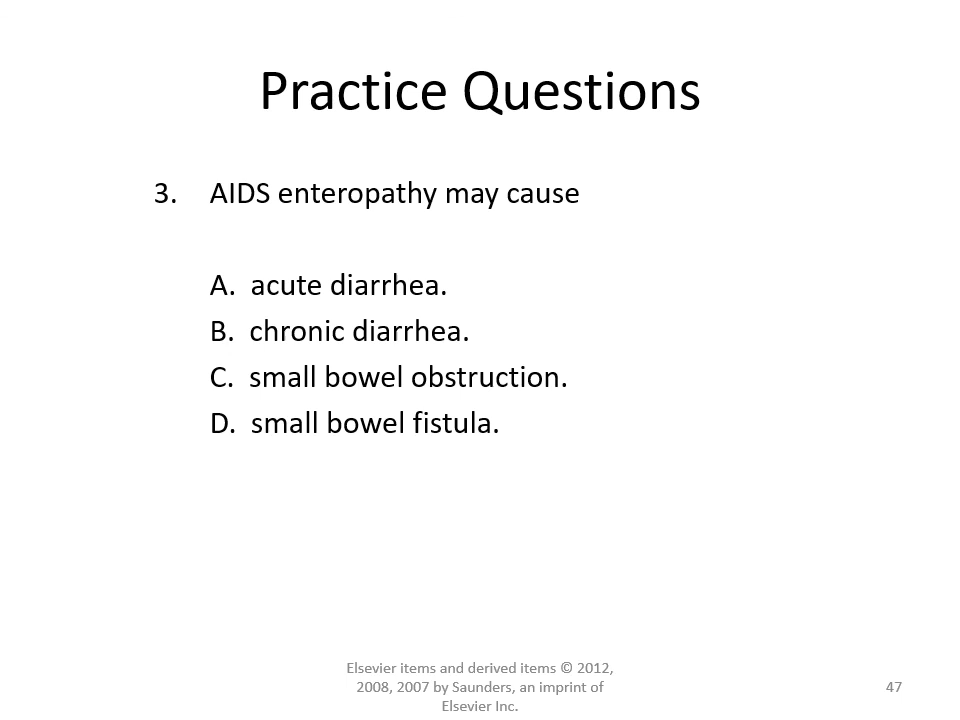 Practice Questions
3. AIDS enteropathy may cause
A. acute diarrhea.
B. chronic diarrhea.
C. small bowel obstruction.
D. small bowel fistula.
Elsevier items and derived items © 2012,
2008, 2007 by Saunders, an imprint of
Elsevier Inc.
47